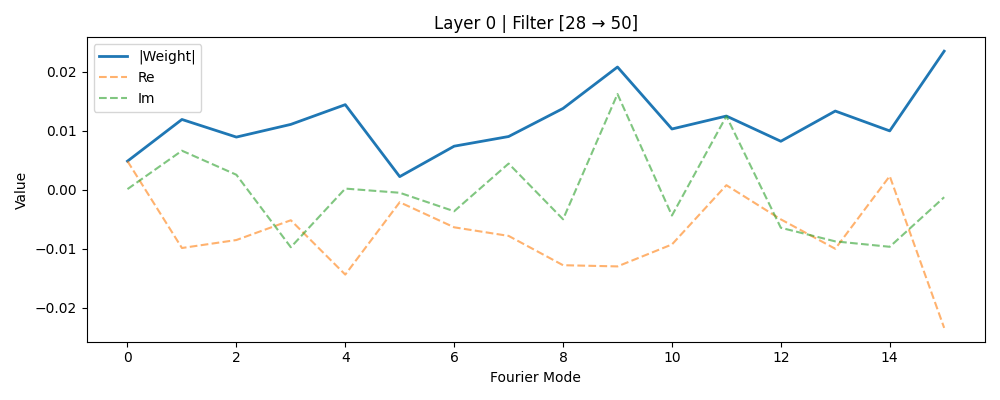 Layer 0 | Filter [28 → 50]
|Weight|
Re
Im
0.02
0.01
0.00
−0.01
−0.02
Value
0 2 4 6 8 10 12 14
Fourier Mode